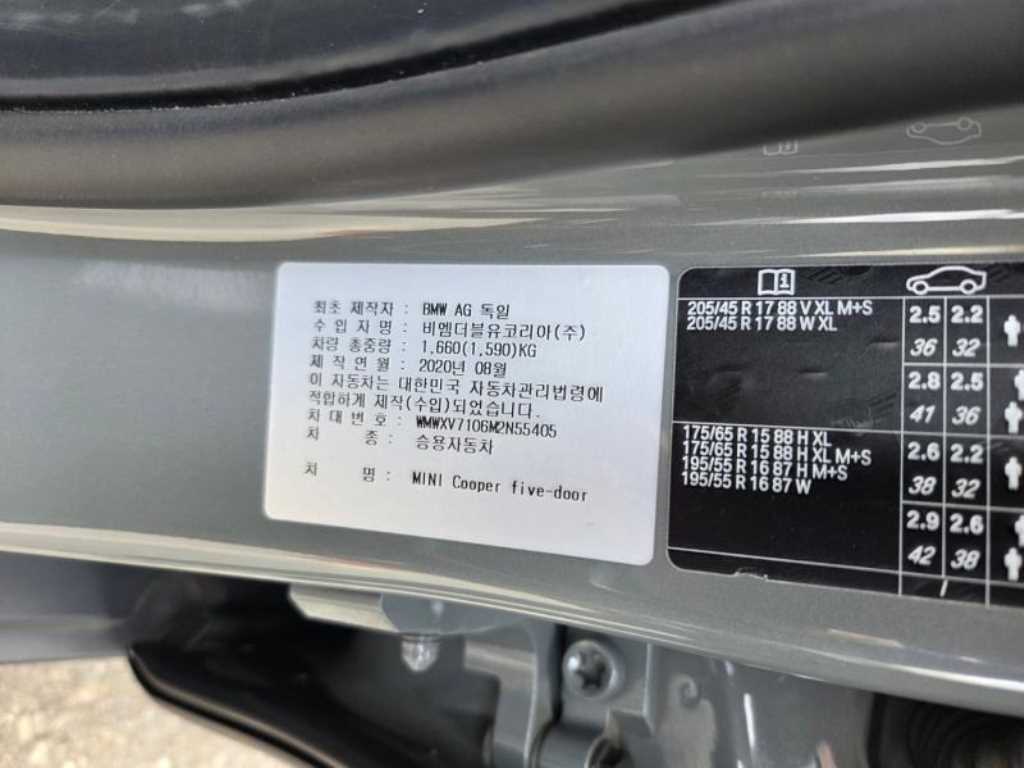 최초 제작자 : BMW AG 독일
수 입 자 명 : 비엠더블유코리아(주)
차량 총중량 : 1,660(1,590)KG
제 작 연 월 : 2020년 08월
이 자동차는 대한민국 자동차관리법령에
적합하게 제작(수입)되었습니다.
차 대 번 호 : WMWXV7106M2N55405
차 종 : 승용자동차
차 명 : MINI Cooper five-door
205/45 R 17 88 V XL M+S
205/45 R 17 88 W XL
2.5 2.2
36 32
2.8 2.5
41 36
175/65 R 15 88 H XL
175/65 R 15 88 H XL M+S
195/55 R 16 87 H M+S
195/55 R 16 87 W
2.6 2.2
38 32
2.9 2.6
42 38
/